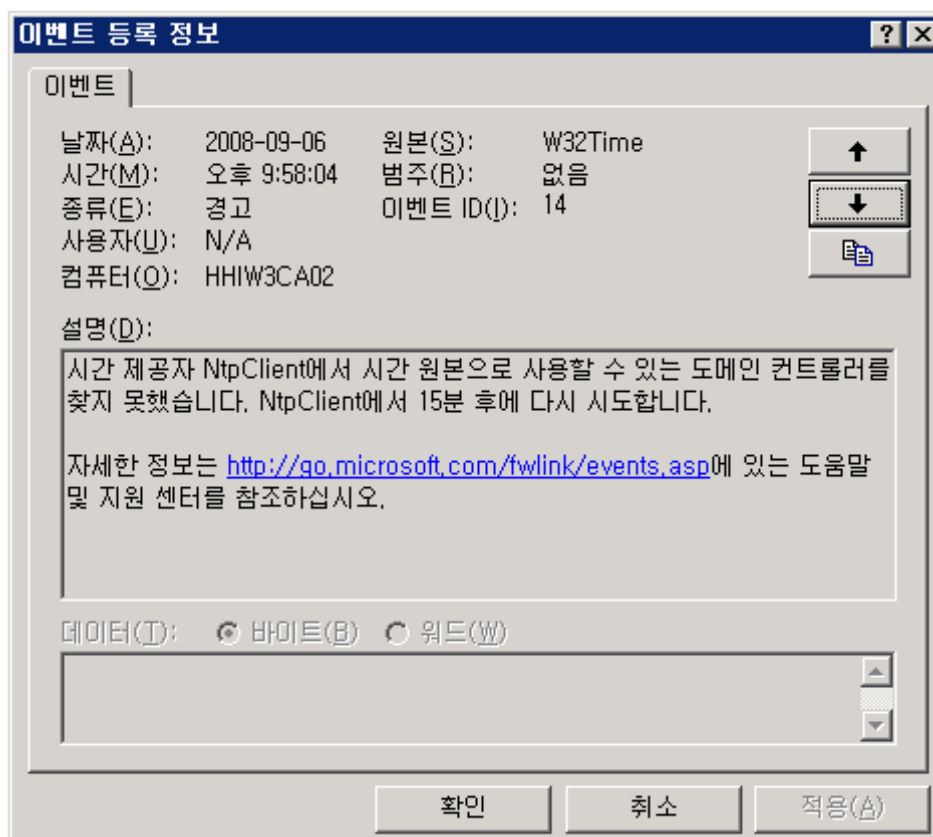 이벤트 등록 정보
이벤트
날짜(A): 2008-09-06 원본(S): W32Time
시간(M): 오후 9:58:04 범주(R): 없음
종류(E): 경고 이벤트 ID(I): 14
사용자(U): N/A
컴퓨터(O): HHIW3CA02
설명(D):
시간 제공자 NtpClient에서 시간 원본으로 사용할 수 있는 도메인 컨트롤러를
찾지 못했습니다. NtpClient에서 15분 후에 다시 시도합니다.
자세한 정보는 http://go.microsoft.com/fwlink/events.asp에 있는 도움말
및 지원 센터를 참조하십시오.
데이터(T): 바이트(B) 워드(W)
확인 취소 적용(A)